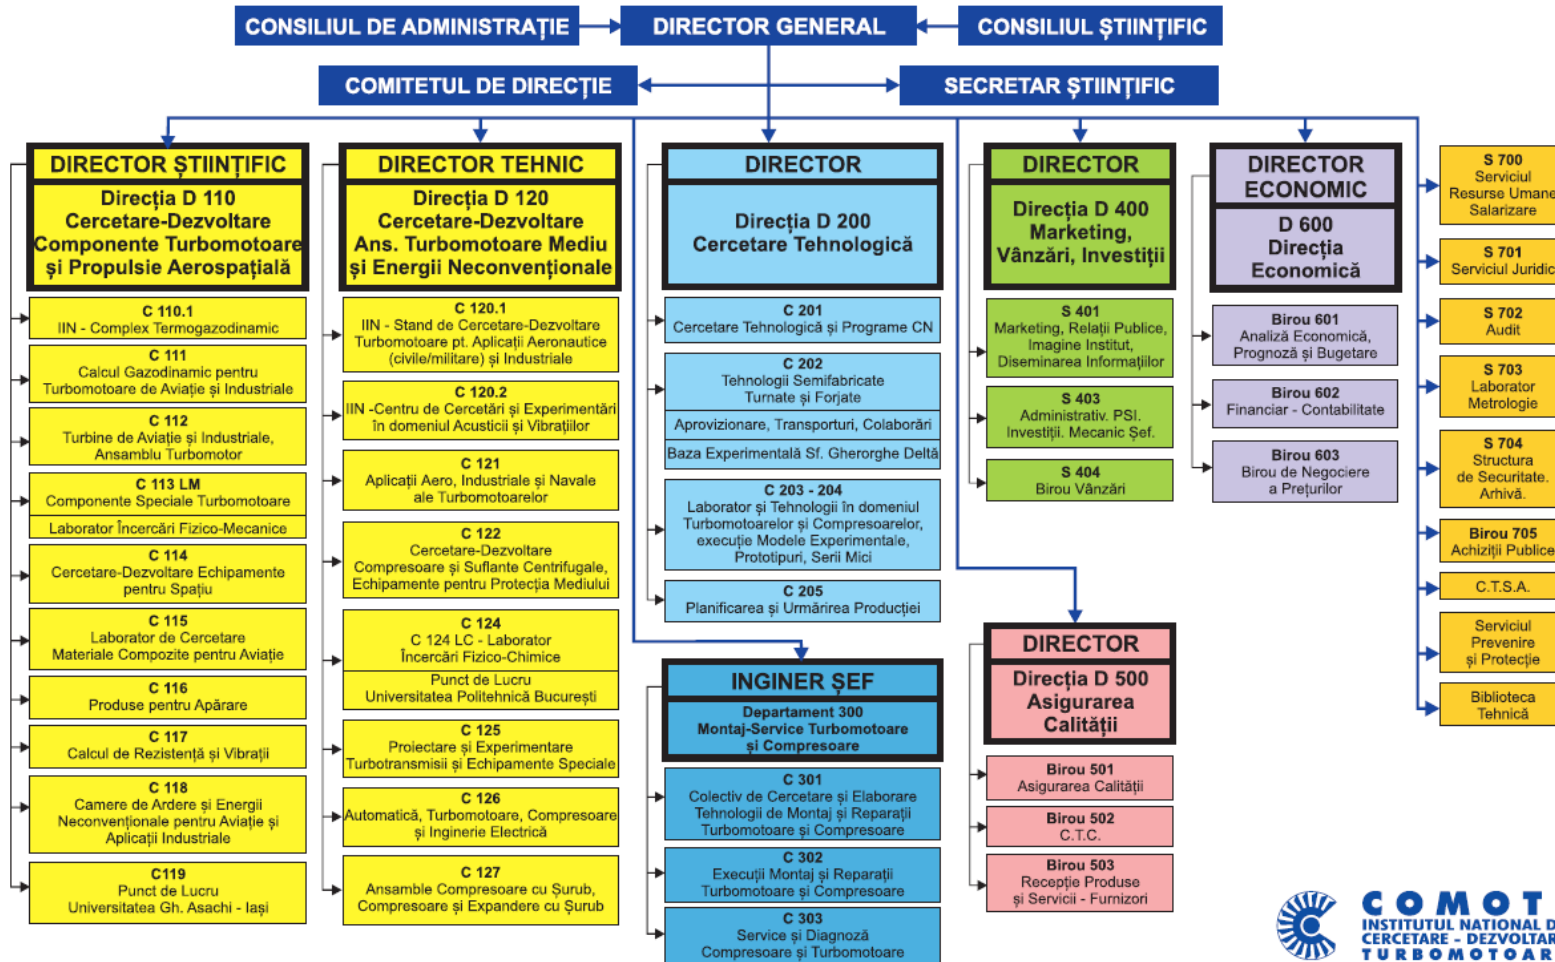 CONSILIUL DE ADMINISTRAȚIE
DIRECTOR GENERAL
CONSILIUL ȘTIINȚIFIC
COMITETUL DE DIRECȚIE
SECRETAR ȘTIINȚIFIC
DIRECTOR ȘTIINȚIFIC
Direcția D 110
Cercetare-Dezvoltare
Componente Turbomotoare
și Propulsie Aerospațială
C 110.1
IIN - Complex Termogazodinamic
C 111
Calcul Gazodinamic pentru
Turbomotoare de Aviație și Industriale
C 112
Turbine de Aviație și Industriale,
Ansamblu Turbomotor
C 113 LM
Componente Speciale Turbomotoare
Laborator Încercări Fizico-Mecanice
C 114
Cercetare-Dezvoltare Echipamente
pentru Spațiu
C 115
Laborator de Cercetare
Materiale Compozite pentru Aviație
C 116
Produse pentru Apărare
C 117
Calcul de Rezistență și Vibrații
C 118
Camere de Ardere și Energii
Neconvenționale pentru Aviație și
Aplicații Industriale
C119
Punct de Lucru
Universitatea Gh. Asachi - Iași
DIRECTOR TEHNIC
Direcția D 120
Cercetare-Dezvoltare
Ans. Turbomotoare Mediu
și Energii Neconvenționale
C 120.1
IIN - Stand de Cercetare-Dezvoltare
Turbomotoare pt. Aplicații Aeronautice
(civile/militare) și Industriale
C 120.2
IIN -Centru de Cercetări și Experimentări
în domeniul Acusticii și Vibrațiilor
C 121
Aplicații Aero, Industriale și Navale
ale Turbomotoarelor
C 122
Cercetare-Dezvoltare
Compresoare și Suflante Centrifugale,
Echipamente pentru Protecția Mediului
C 124
C 124 LC - Laborator
Încercări Fizico-Chimice
Punct de Lucru
Universitatea Politehnică București
C 125
Proiectare și Experimentare
Turbotransmisii și Echipamente Speciale
C 126
Automatică, Turbomotoare, Compresoare
și Inginerie Electrică
C 127
Ansamble Compresoare cu Șurub,
Compresoare și Expandere cu Șurub
DIRECTOR
Direcția D 200
Cercetare Tehnologică
C 201
Cercetare Tehnologică și Programe CN
C 202
Tehnologii Semifabricate
Turnate și Forjate
Aprovizionare, Transporturi, Colaborări
Baza Experimentală Sf. Gheorghe Deltă
C 203 - 204
Laborator și Tehnologii în domeniul
Turbomotoarelor și Compresoarelor,
execuție Modele Experimentale,
Prototipuri, Serii Mici
C 205
Planificarea și Urmărirea Producției
INGINER ȘEF
Departament 300
Montaj-Service Turbomotoare
și Compresoare
C 301
Colectiv de Cercetare și Elaborare
Tehnologii de Montaj și Reparații
Turbomotoare și Compresoare
C 302
Execuții Montaj și Reparații
Turbomotoare și Compresoare
C 303
Service și Diagnoză
Compresoare și Turbomotoare
DIRECTOR
Direcția D 400
Marketing,
Vânzări, Investiții
S 401
Marketing, Relații Publice,
Imagine Institut,
Diseminarea Informațiilor
S 403
Administrativ. PSI.
Investiții. Mecanic Șef.
S 404
Birou Vânzări
DIRECTOR
Direcția D 500
Asigurarea
Calității
Birou 501
Asigurarea Calității
Birou 502
C.T.C.
Birou 503
Recepție Produse
și Servicii - Furnizori
DIRECTOR
ECONOMIC
D 600
Direcția
Economică
Birou 601
Analiză Economică,
Prognoză și Bugetare
Birou 602
Financiar - Contabilitate
Birou 603
Birou de Negociere
a Prețurilor
S 700
Serviciul
Resurse Umane
Salarizare
S 701
Serviciul Juridic
S 702
Audit
S 703
Laborator
Metrologie
S 704
Structura
de Securitate.
Arhivă.
Birou 705
Achiziții Publice
C.T.S.A.
Serviciul
Prevenire
și Protecție
Biblioteca
Tehnică
COMOT
INSTITUTUL NATIONAL D
CERCETARE - DEZVOLTAR
TURBOMOTOAR